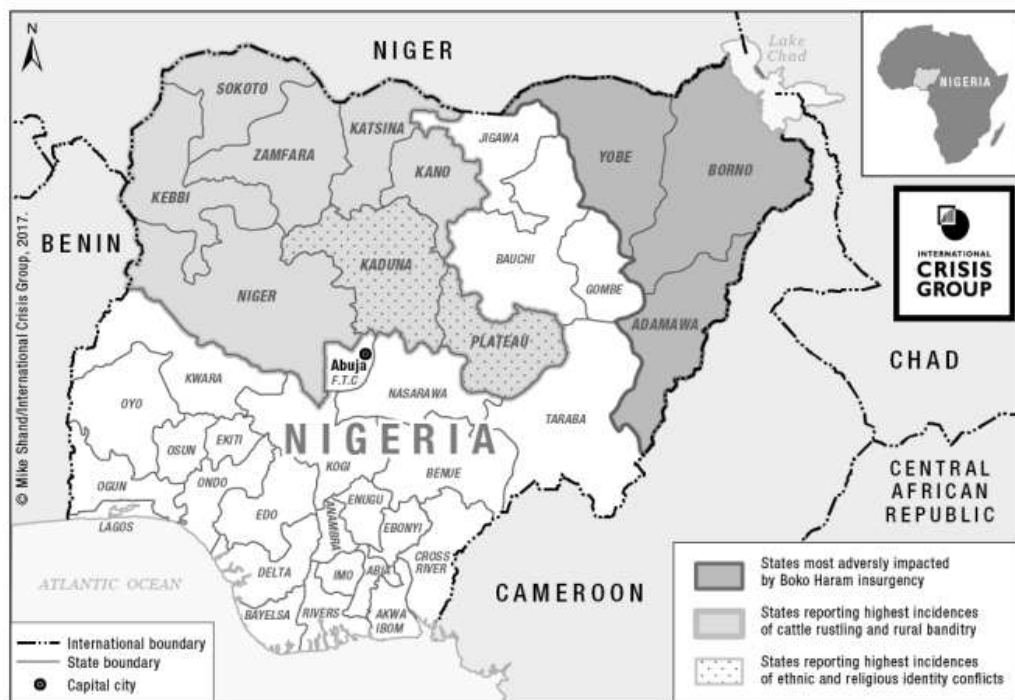 N
NIGER
Lake
Chad
NIGERIA
SOKOTO
KATSINA
JIGAWA
ZAMFARA
KANO
YOBE
BORNO
KEBBI
BENIN
INTERNATIONAL
CRISIS
GROUP
KADUNA
BAUCHI
NIGER
GOMBE
PLATEAU
ADAMAWA
Abuja
F.T.C
CHAD
KWARA
NASARAWA
OYO
TARABA
NIGERIA
OSUN
EKITI
KOGI
BENUE
CENTRAL
AFRICAN
REPUBLIC
OGUN
ONDO
ENUGU
LAGOS
EDO
ANAMBRA
EBONYI
CROSS
RIVER
ATLANTIC OCEAN
DELTA
IMO
ABIA
CAMEROON
BAYELSA
RIVERS
AKWA
IBOM
© Mike Shand/International Crisis Group, 2017.
International boundary
State boundary
Capital city
States most adversly impacted
by Boko Haram insurgency
States reporting highest incidences
of cattle rustling and rural banditry
States reporting highest incidences
of ethnic and religious identity conflicts